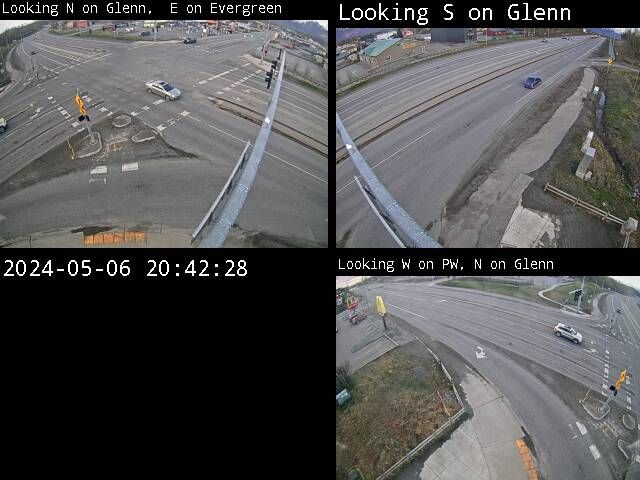 Looking N on Glenn,  E on Evergreen
Looking S on Glenn
2024-05-06 20:42:28
Looking W on PW, N on Glenn